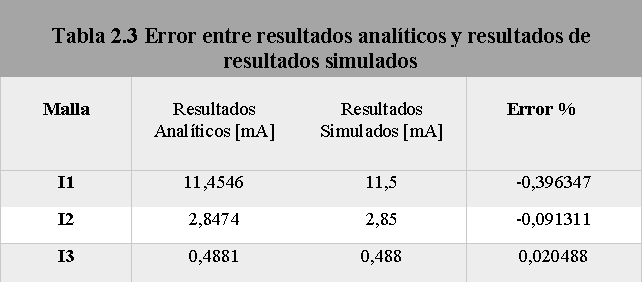 Tabla 2.3 Error entre resultados analíticos y resultados de
resultados simulados
Malla Resultados Analíticos [mA] Resultados Simulados [mA] Error %
I1 11,4546 11,5 -0,396347
I2 2,8474 2,85 -0,091311
I3 0,4881 0,488 0,020488